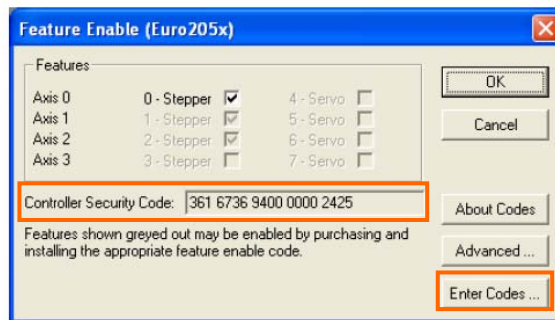 Feature Enable (Euro205x)
Features
Axis 0 0 - Stepper 4 - Servo
Axis 1 1 - Stepper 5 - Servo
Axis 2 2 - Stepper 6 - Servo
Axis 3 3 - Stepper 7 - Servo
OK
Cancel
Controller Security Code: 361 6736 9400 0000 2425
About Codes
Features shown greyed out may be enabled by purchasing and
installing the appropriate feature enable code.
Advanced ...
Enter Codes ...